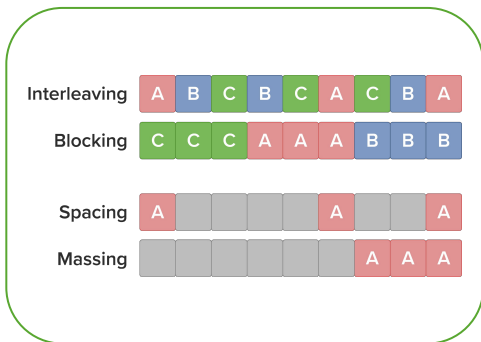 Interleaving A B C B C A C B A
Blocking C C C A A A B B B
Spacing A A A
Massing A A A